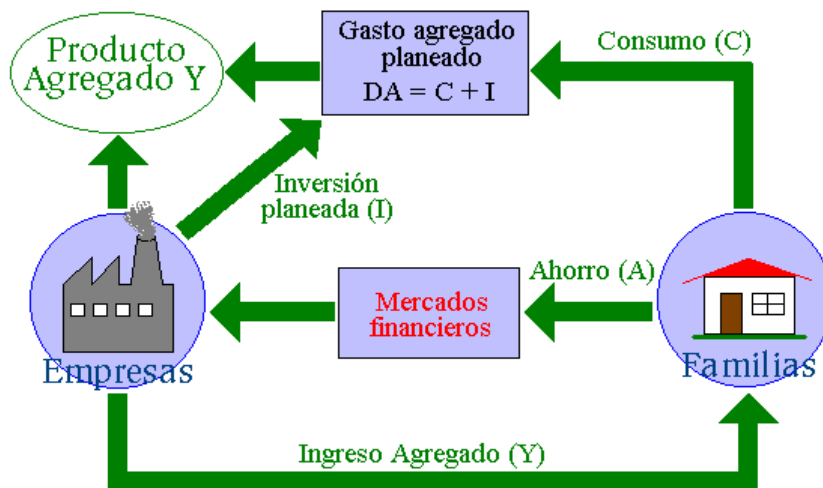 Producto
Agregado Y
Gasto agregado
planeado
DA = C + I
Consumo (C)
Inversión
planeada (I)
Ahorro (A)
Mercados
financieros
Empresas
Familias
Ingreso Agregado (Y)